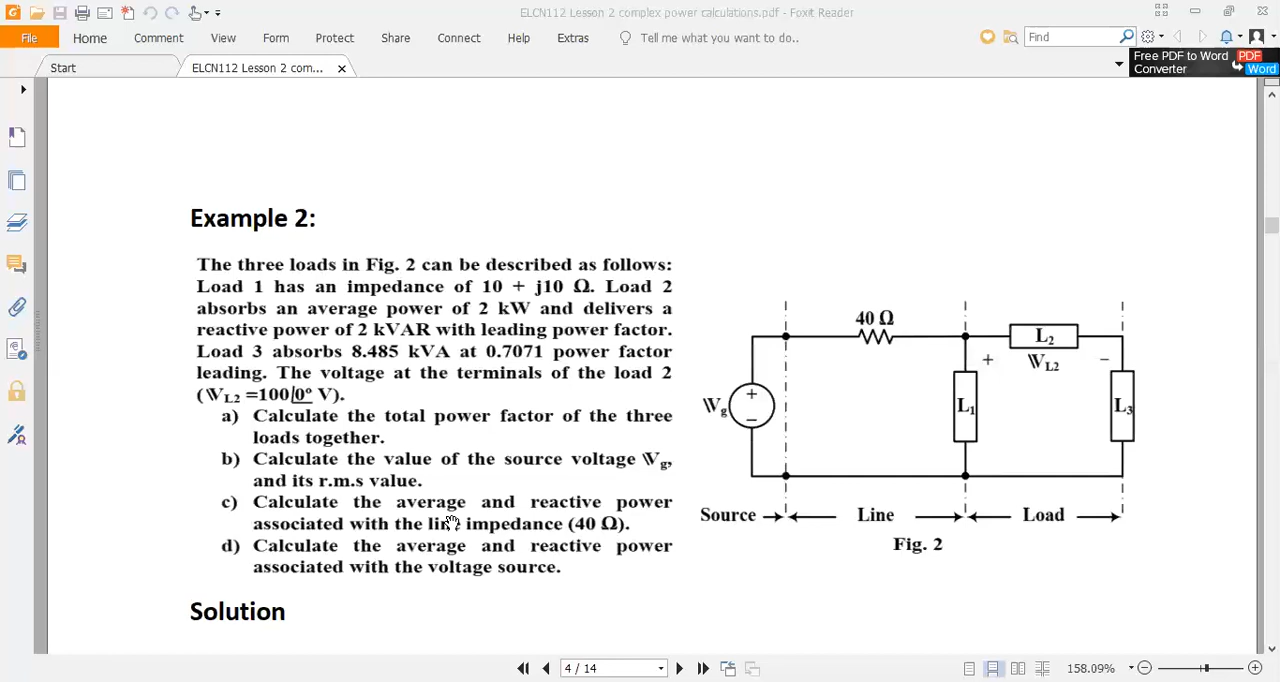 ELCN112 Lesson 2 complex power calculations.pdf - Foxit Reader
File Home Comment View Form Protect Share Connect Help Extras Tell me what you want to do.. Find
Start ELCN112 Lesson 2 com...
Free PDF to Word Converter
PDF Word
Example 2:
The three loads in Fig. 2 can be described as follows:
Load 1 has an impedance of 10 + j10 Ω. Load 2
absorbs an average power of 2 kW and delivers a
reactive power of 2 kVAR with leading power factor.
Load 3 absorbs 8.485 kVA at 0.7071 power factor
leading. The voltage at the terminals of the load 2
(𝕍L2 =100/0º V).
a) Calculate the total power factor of the three
loads together.
b) Calculate the value of the source voltage 𝕍g,
and its r.m.s value.
c) Calculate the average and reactive power
associated with the line impedance (40 Ω).
d) Calculate the average and reactive power
associated with the voltage source.
Solution
40 Ω
L2
+ 𝕍L2 −
𝕍g + −
L1
L3
Source Line Load
Fig. 2
4 / 14
158.09%